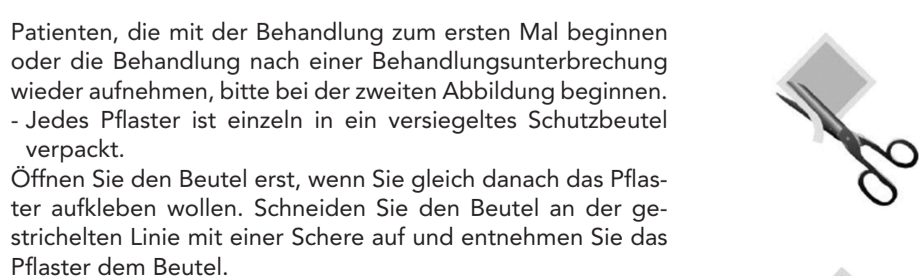 Patienten, die mit der Behandlung zum ersten Mal beginnen
oder die Behandlung nach einer Behandlungsunterbrechung
wieder aufnehmen, bitte bei der zweiten Abbildung beginnen.
- Jedes Pflaster ist einzeln in ein versiegeltes Schutzbeutel
verpackt.
Öffnen Sie den Beutel erst, wenn Sie gleich danach das Pflas-
ter aufkleben wollen. Schneiden Sie den Beutel an der ge-
strichelten Linie mit einer Schere auf und entnehmen Sie das
Pflaster dem Beutel.